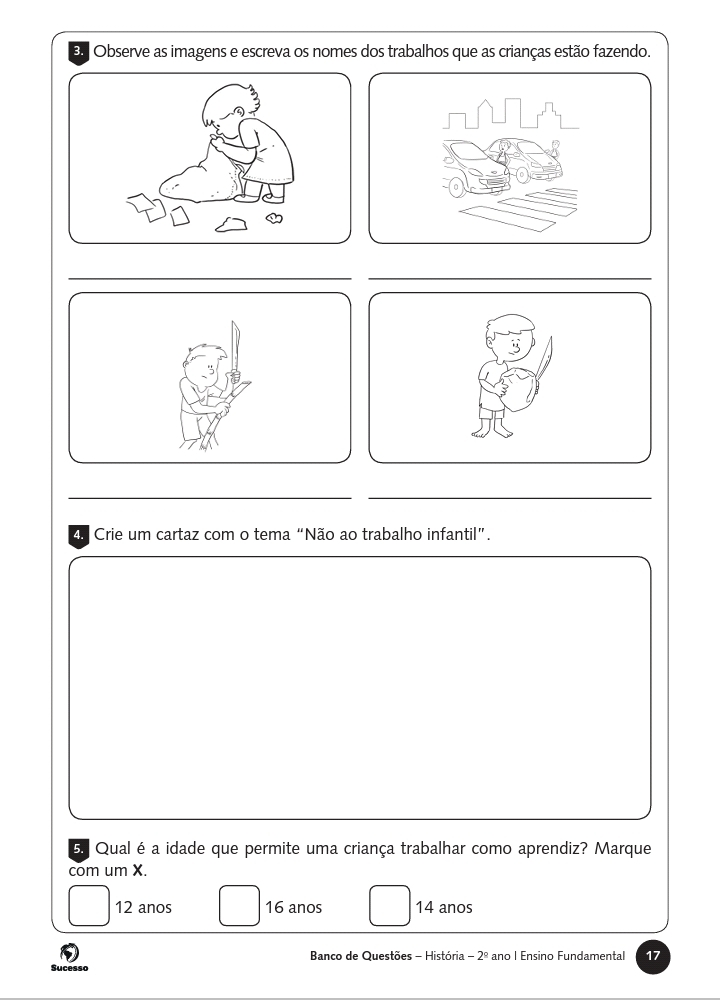 3. Observe as imagens e escreva os nomes dos trabalhos que as crianças estão fazendo.
4. Crie um cartaz com o tema “Não ao trabalho infantil”.
5. Qual é a idade que permite uma criança trabalhar como aprendiz? Marque
com um X.
12 anos 16 anos 14 anos
Sucesso
Banco de Questões – História – 2º ano | Ensino Fundamental 17